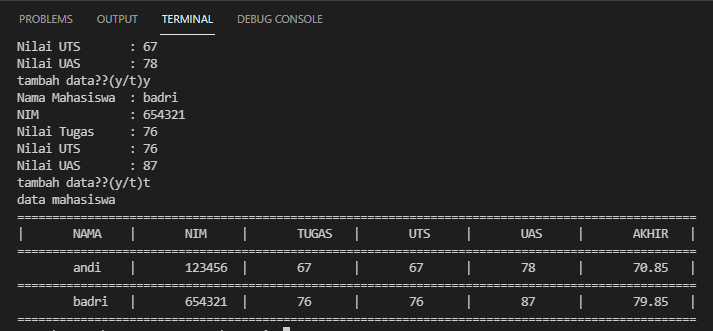 PROBLEMS OUTPUT TERMINAL DEBUG CONSOLE
Nilai UTS : 67
Nilai UAS : 78
tambah data??(y/t)y
Nama Mahasiswa : badri
NIM : 654321
Nilai Tugas : 76
Nilai UTS : 76
Nilai UAS : 87
tambah data??(y/t)t
data mahasiswa
=================================================================================================
| NAMA | NIM | TUGAS | UTS | UAS | AKHIR |
=================================================================================================
andi | 123456 | 67 | 67 | 78 | 70.85 |
=================================================================================================
badri | 654321 | 76 | 76 | 87 | 79.85 |
=================================================================================================